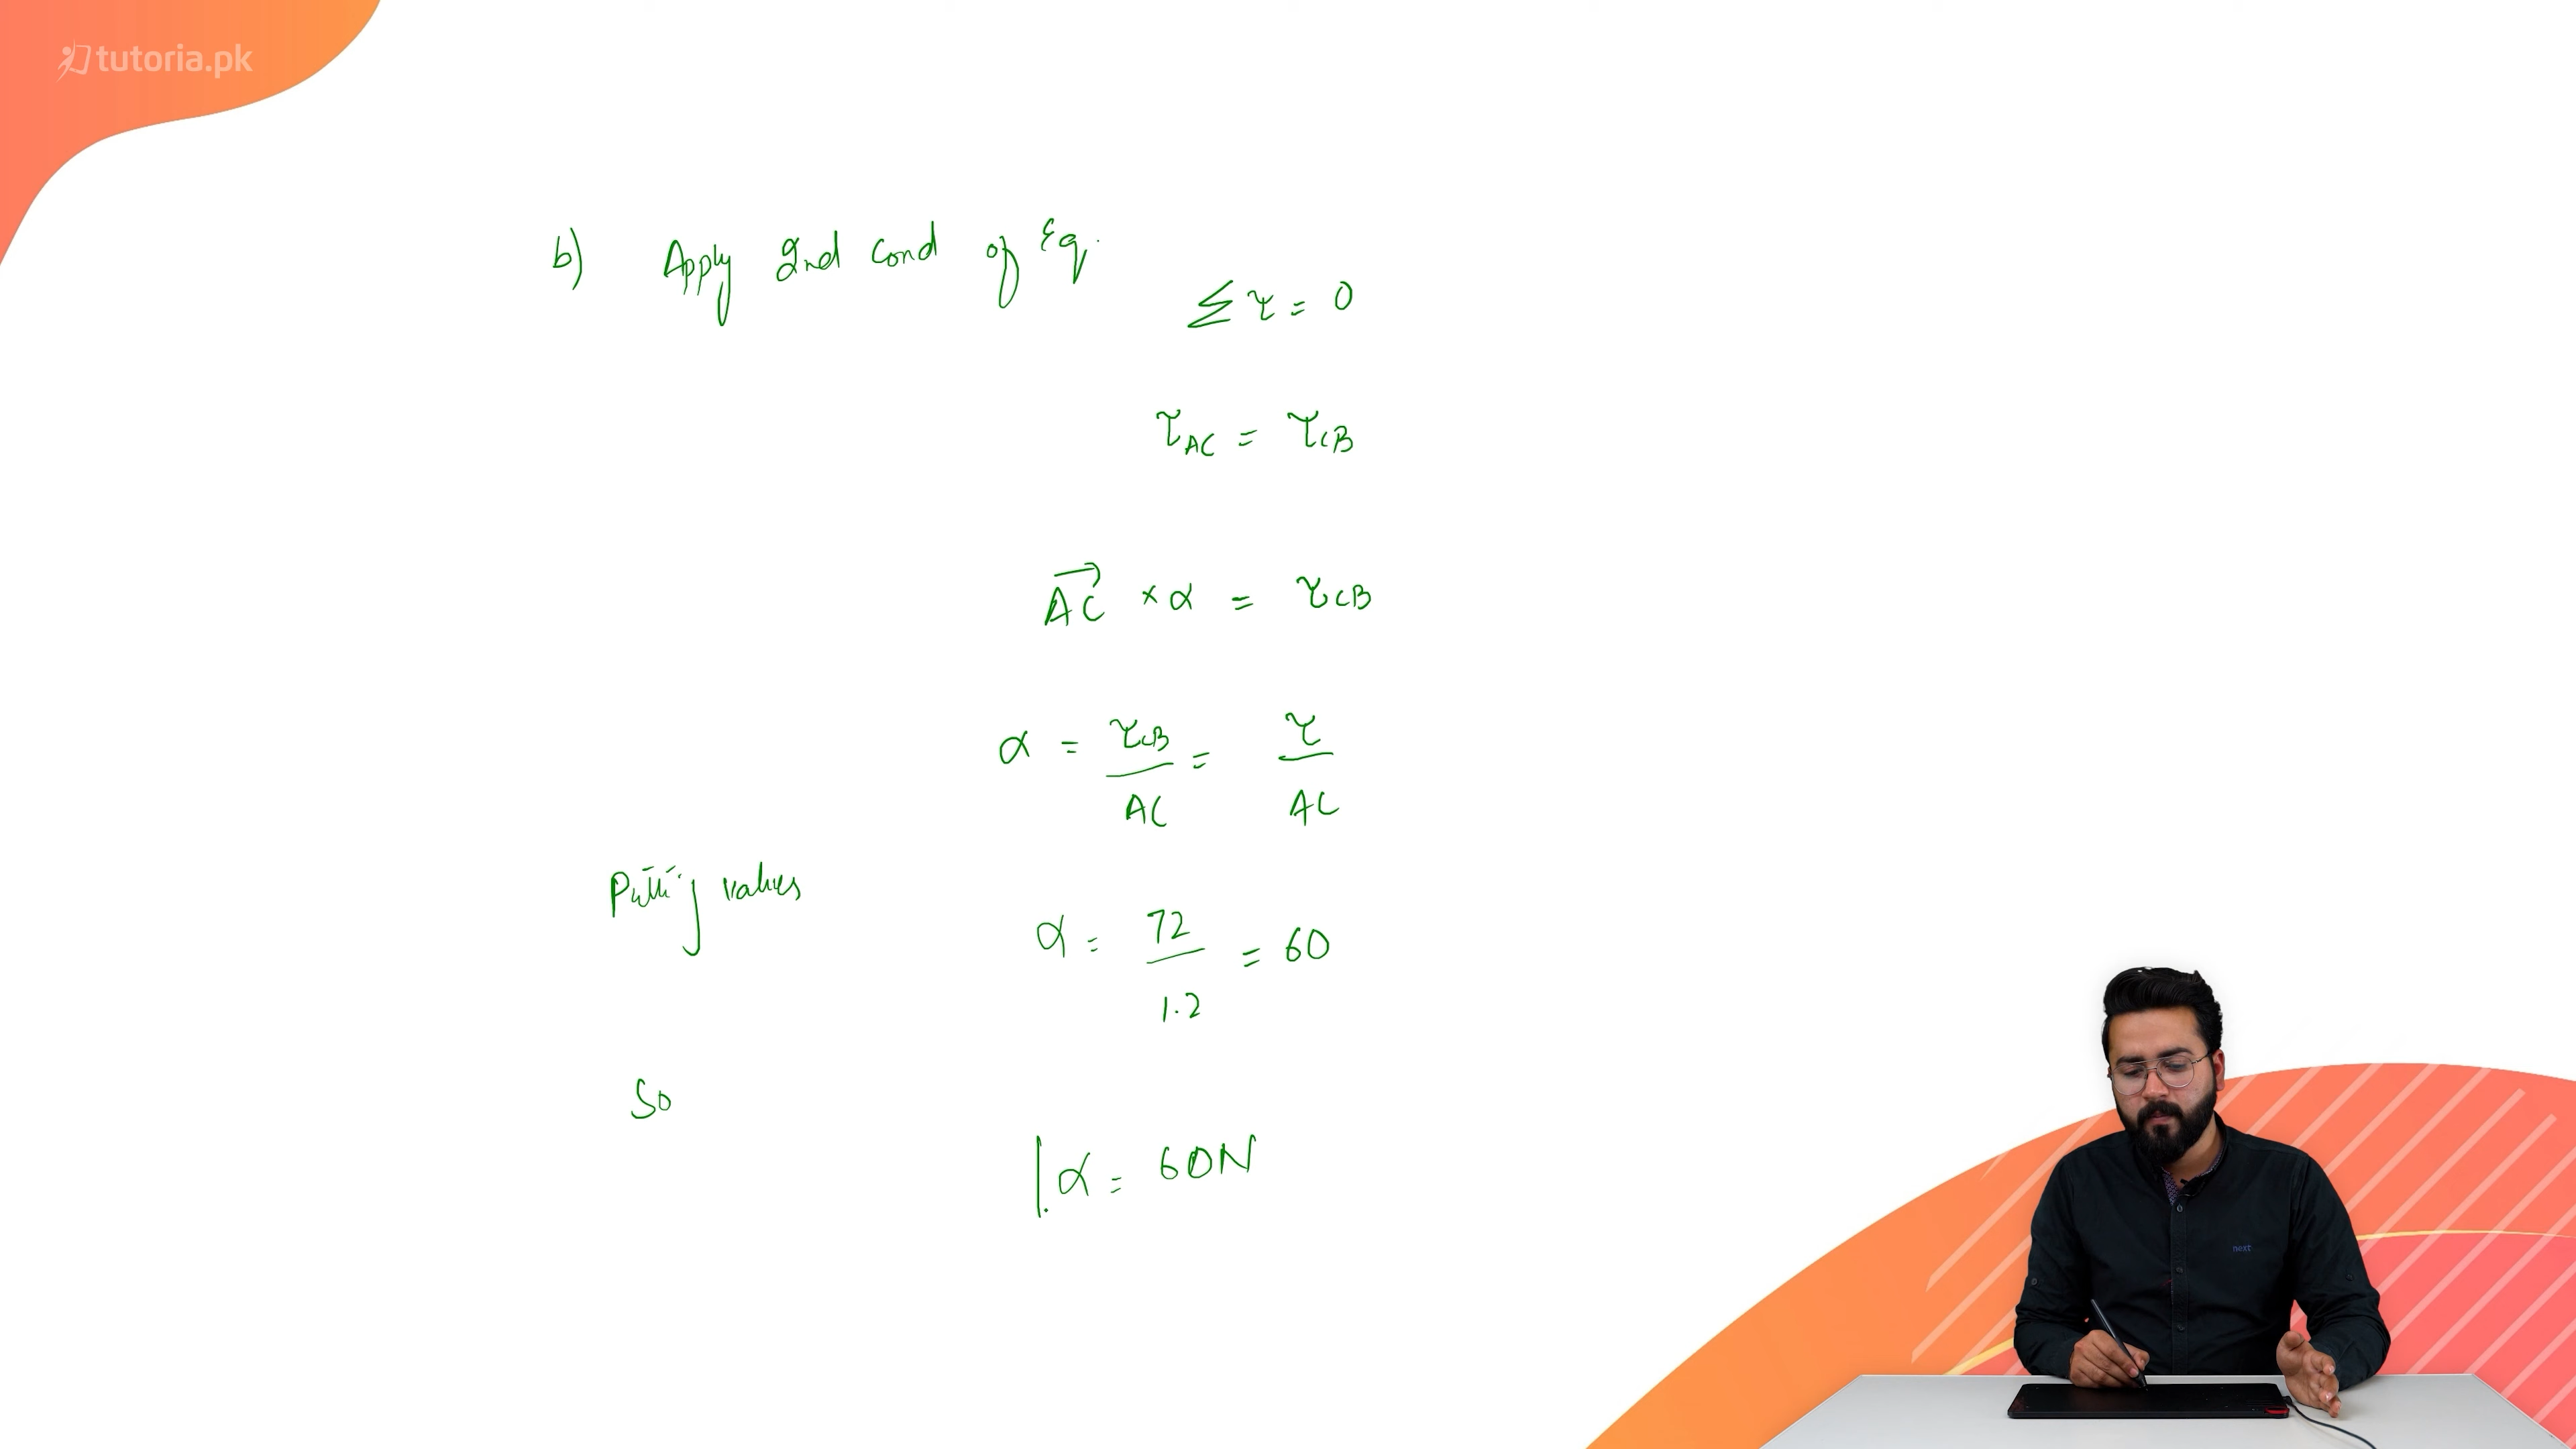 tutoria.pk
b) Apply 2nd Cond of Eq.
Σ τ = 0
τAC = τCB
AC × α = τCB
α = τCB / AC = τ / AC
Putting values
α = 72 / 1.2 = 60
So
α = 60N
next